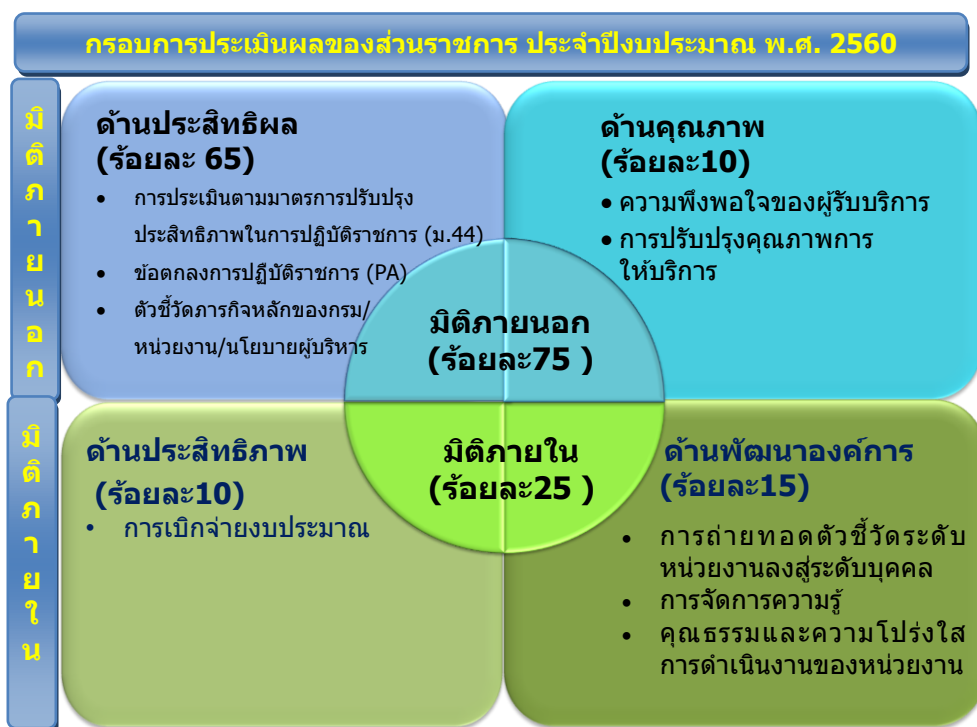 กรอบการประเมินผลของส่วนราชการ ประจำปีงบประมาณ พ.ศ. 2560
มิติภายนอก
ด้านประสิทธิผล
(ร้อยละ 65)
• การประเมินตามมาตรการปรับปรุง
ประสิทธิภาพในการปฏิบัติราชการ (ม.44)
• ข้อตกลงการปฏิบัติราชการ (PA)
• ตัวชี้วัดภารกิจหลักของกรม/
หน่วยงาน/นโยบายผู้บริหาร
ด้านคุณภาพ
(ร้อยละ10)
• ความพึงพอใจของผู้รับบริการ
• การปรับปรุงคุณภาพการ
ให้บริการ
มิติภายนอก
(ร้อยละ75 )
มิติภายใน
ด้านประสิทธิภาพ
(ร้อยละ10)
• การเบิกจ่ายงบประมาณ
มิติภายใน
(ร้อยละ25 )
ด้านพัฒนาองค์การ
(ร้อยละ15)
• การถ่ายทอดตัวชี้วัดระดับ
หน่วยงานลงสู่ระดับบุคคล
• การจัดการความรู้
• คุณธรรมและความโปร่งใส
การดำเนินงานของหน่วยงาน